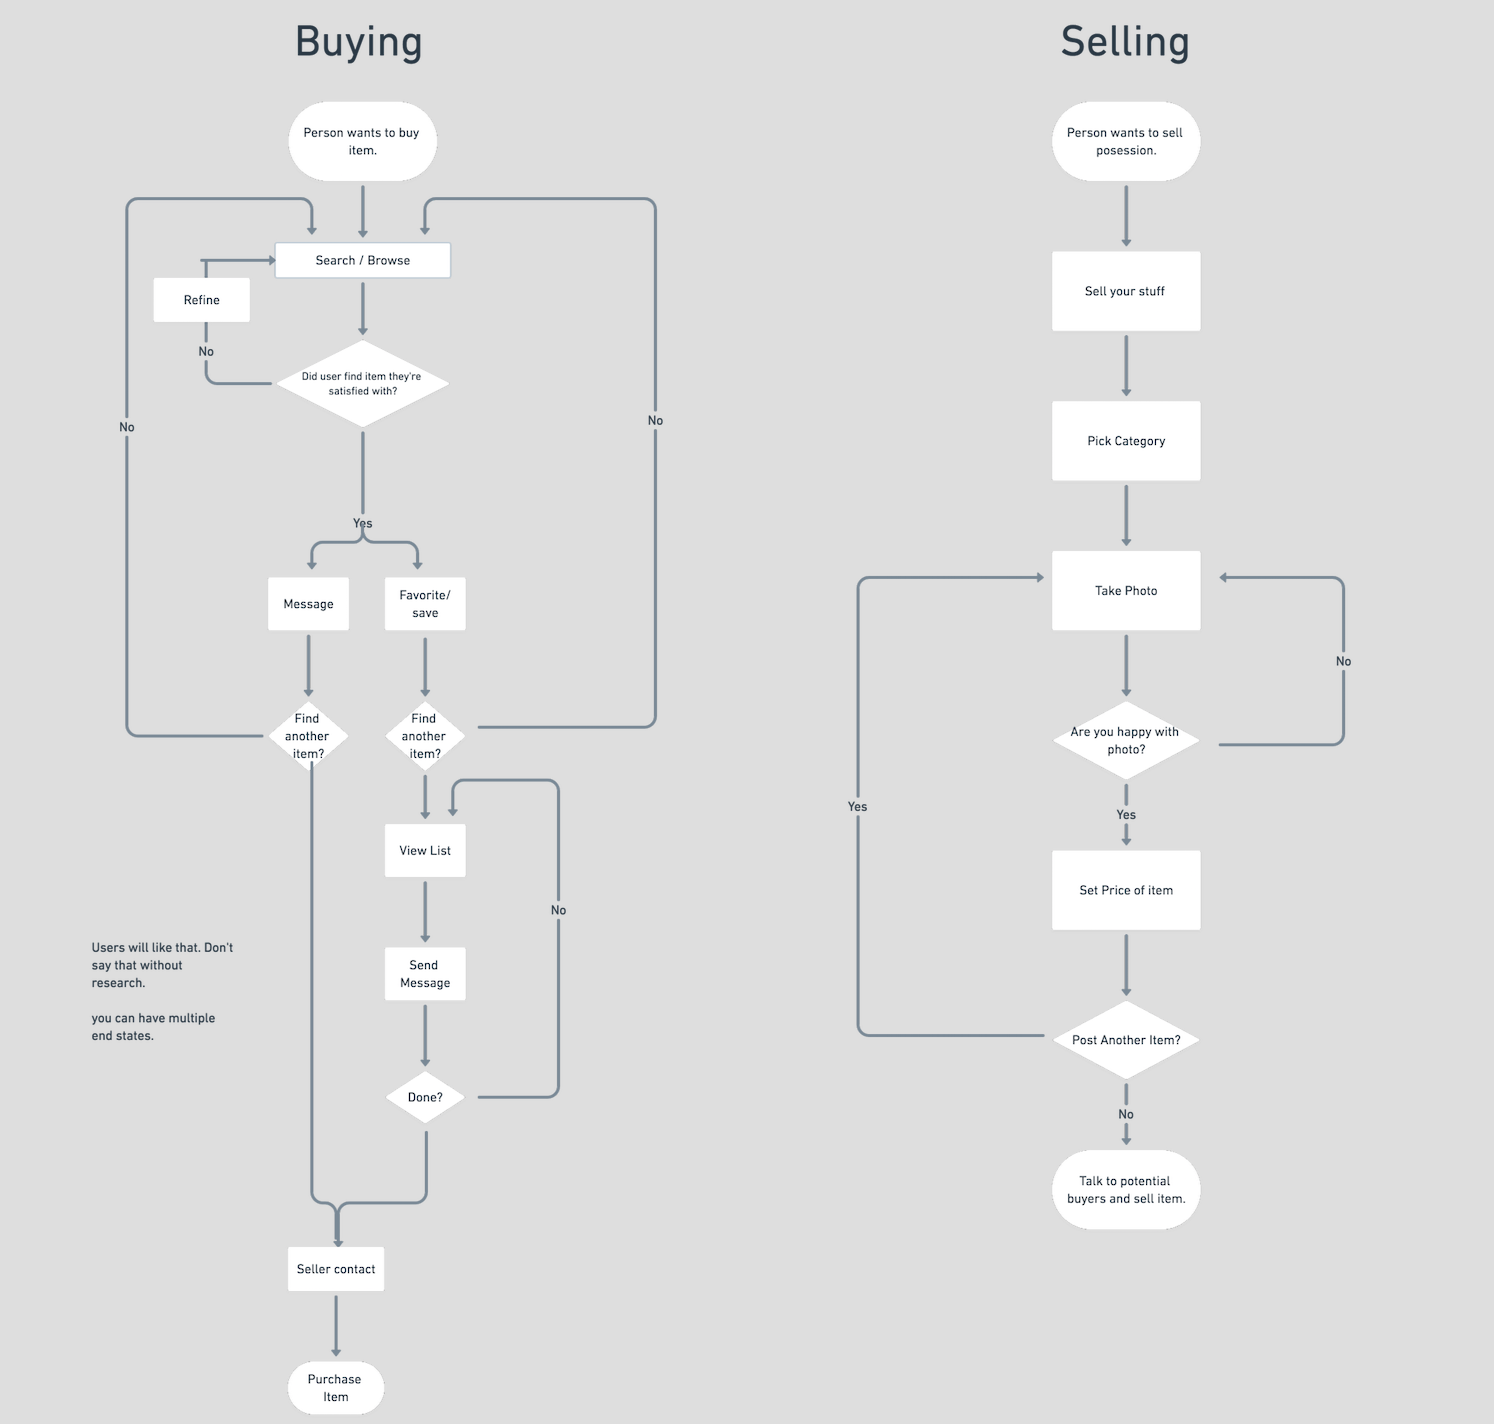 Buying
Person wants to buy
item.
Search / Browse
Refine
No
Did user find item they're
satisfied with?
No
No
Yes
Message
Favorite/
save
Find
another
item?
Find
another
item?
View List
No
Send
Message
Users will like that. Don't
say that without
research.
you can have multiple
end states.
Done?
Seller contact
Purchase
Item
Selling
Person wants to sell
posession.
Sell your stuff
Pick Category
Take Photo
No
Are you happy with
photo?
Yes
Yes
Set Price of item
Post Another Item?
No
Talk to potential
buyers and sell item.